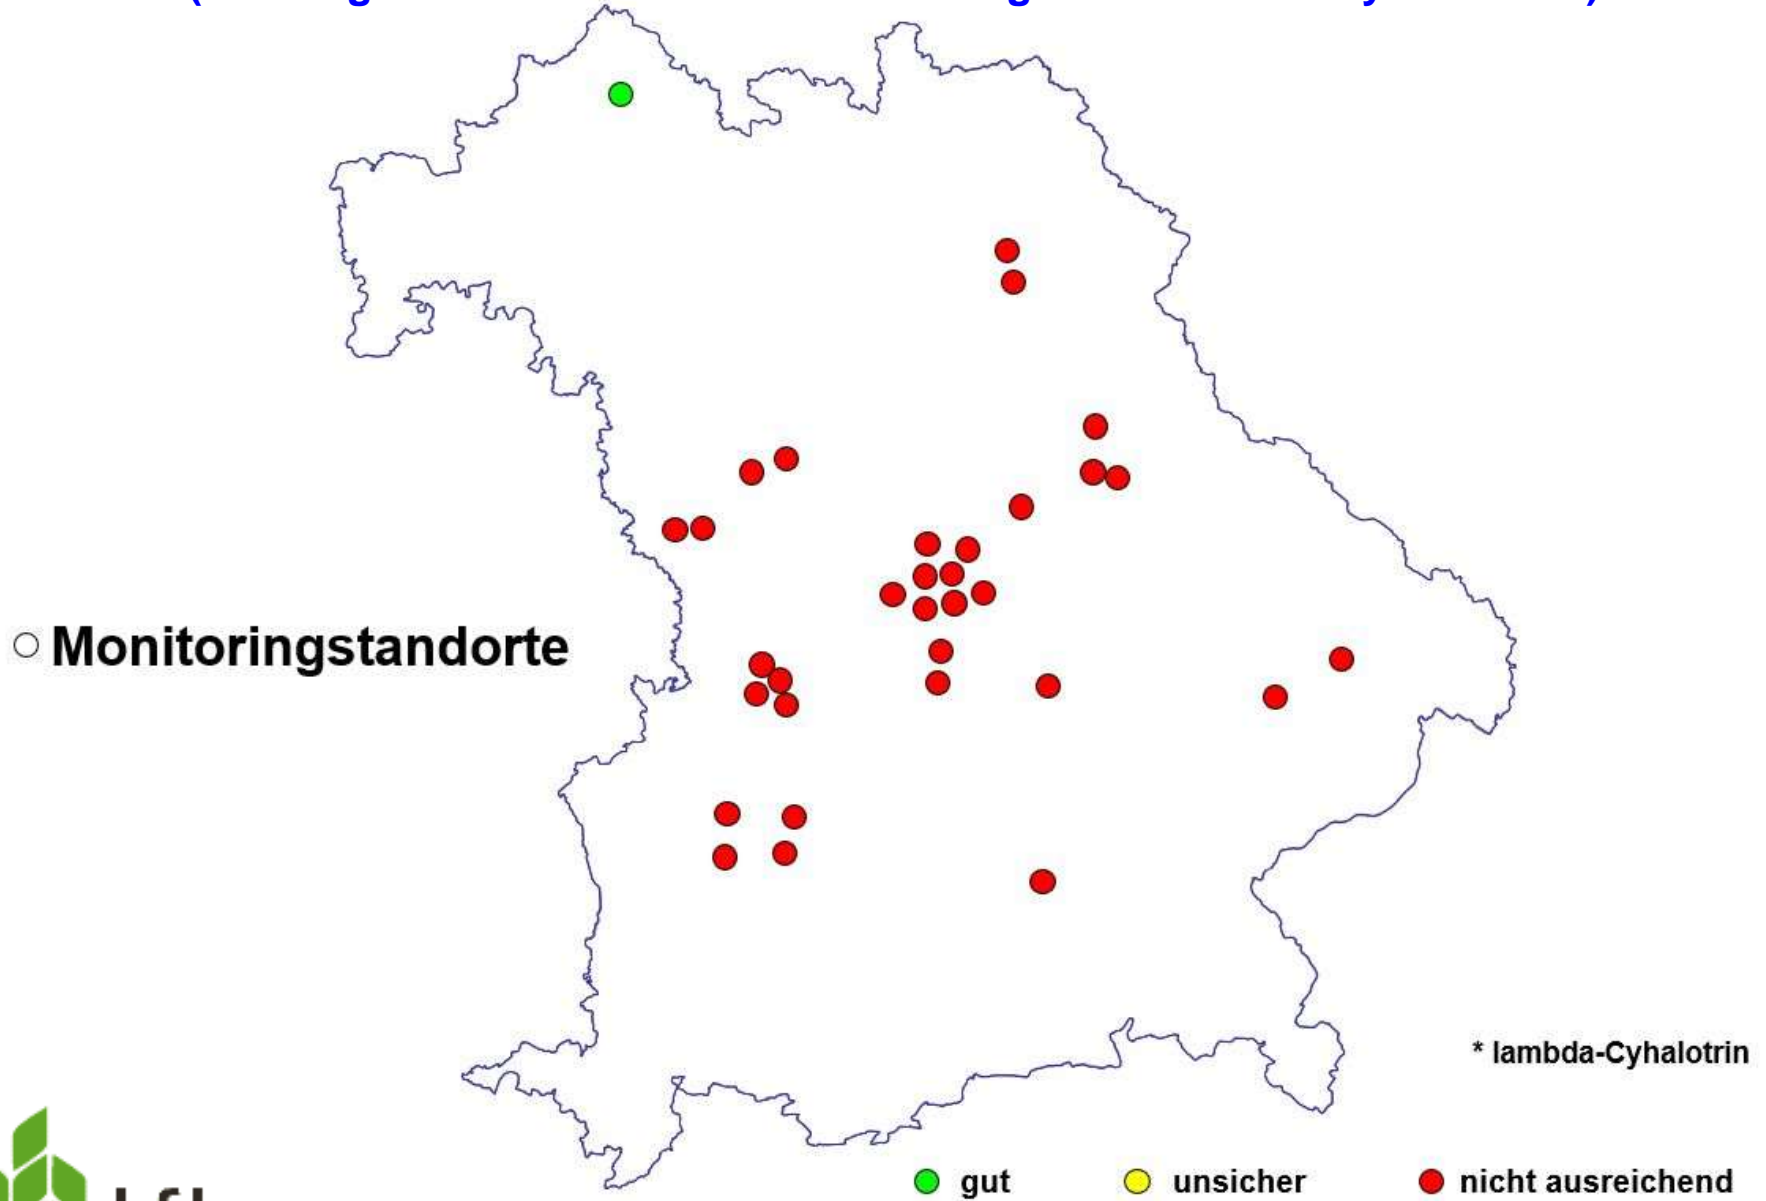 Monitoringstandorte
* lambda-Cyhalotrin
gut
unsicher
nicht ausreichend